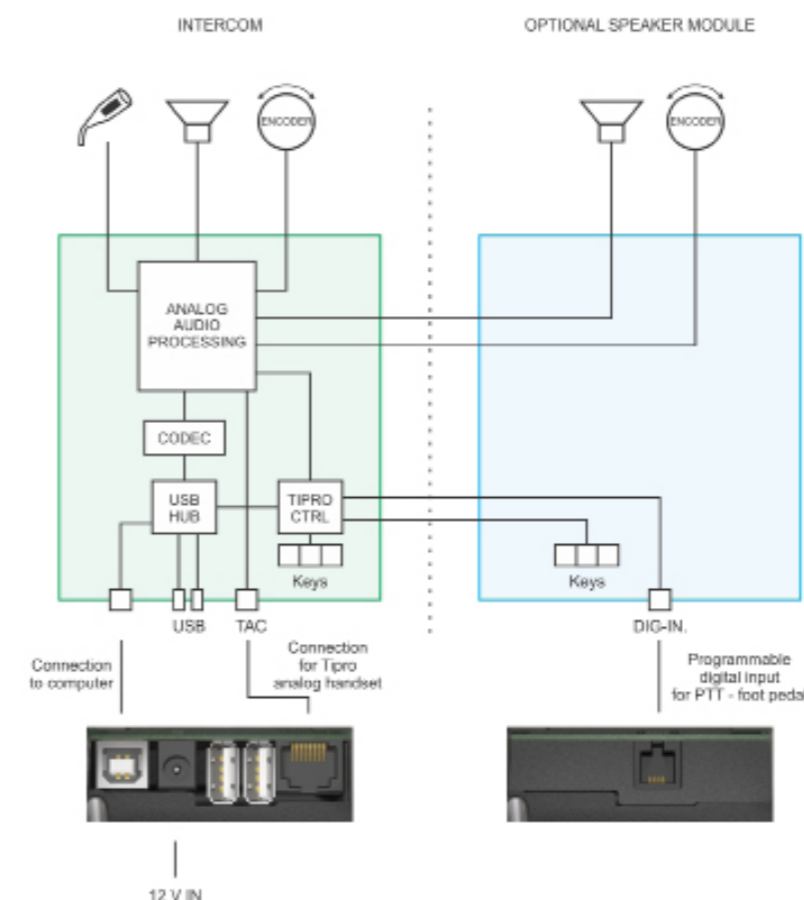 INTERCOM
OPTIONAL SPEAKER MODULE
ENCODER
ENCODER
ANALOG
AUDIO
PROCESSING
CODEC
USB
HUB
TIPRO
CTRL
Keys
Keys
USB
TAC
DIG-IN.
Connection
to computer
Connection
for Tipro
analog handset
Programmable
digital input
for PTT - foot pedal
12 V IN